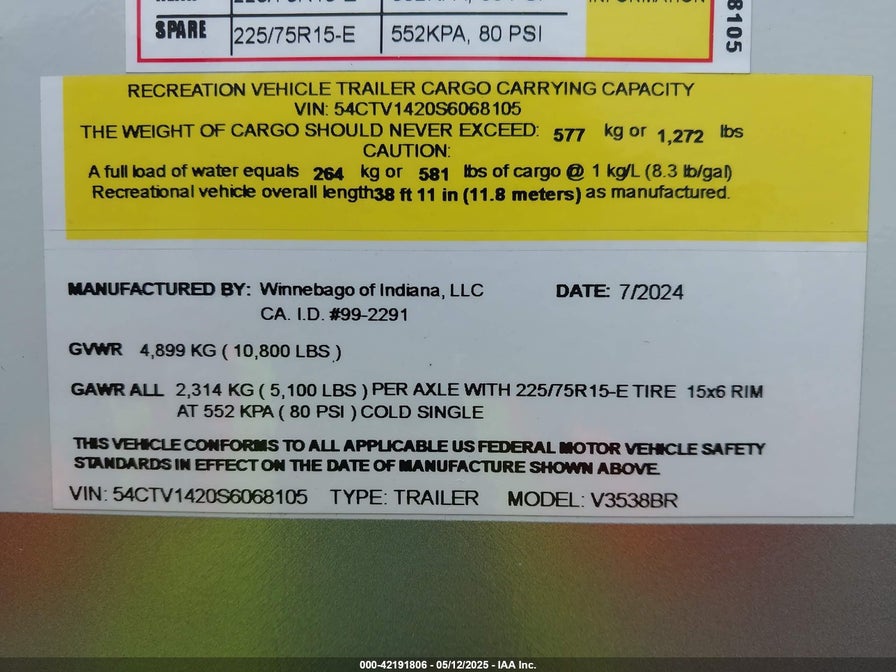 SPARE 225/75R15-E 552KPA, 80 PSI
8105
RECREATION VEHICLE TRAILER CARGO CARRYING CAPACITY
VIN: 54CTV1420S6068105
THE WEIGHT OF CARGO SHOULD NEVER EXCEED: 577 kg or 1,272 lbs
CAUTION:
A full load of water equals 264 kg or 581 lbs of cargo @ 1 kg/L (8.3 lb/gal)
Recreational vehicle overall length38 ft 11 in (11.8 meters) as manufactured.
MANUFACTURED BY: Winnebago of Indiana, LLC DATE: 7/2024
CA. I.D. #99-2291
GVWR 4,899 KG ( 10,800 LBS )
GAWR ALL 2,314 KG ( 5,100 LBS ) PER AXLE WITH 225/75R15-E TIRE 15x6 RIM
AT 552 KPA ( 80 PSI ) COLD SINGLE
THIS VEHICLE CONFORMS TO ALL APPLICABLE US FEDERAL MOTOR VEHICLE SAFETY
STANDARDS IN EFFECT ON THE DATE OF MANUFACTURE SHOWN ABOVE.
VIN: 54CTV1420S6068105 TYPE: TRAILER MODEL: V3538BR
000-42191806 - 05/12/2025 - IAA Inc.